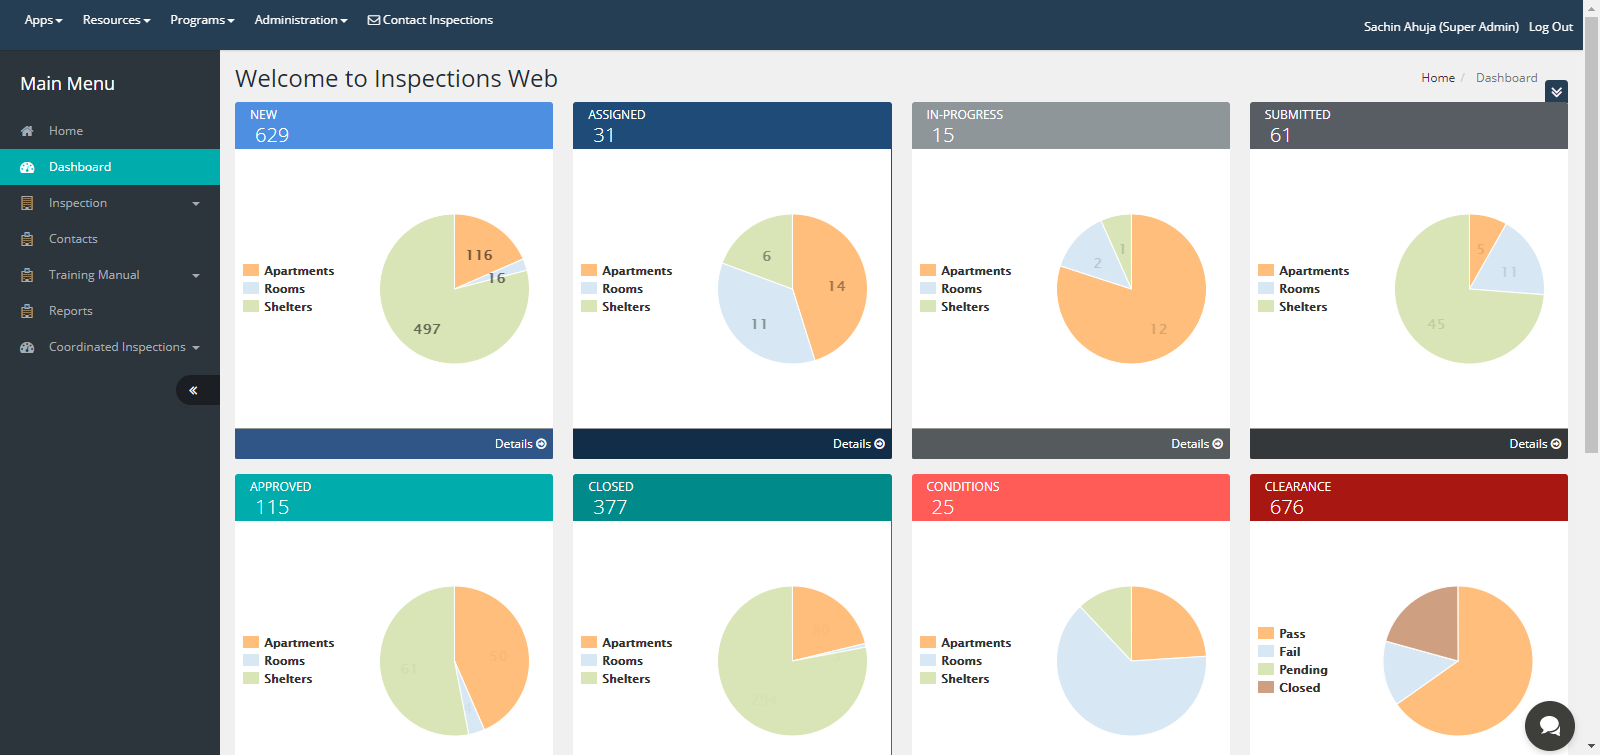 Apps Resources Programs Administration Contact Inspections
Sachin Ahuja (Super Admin) Log Out
Main Menu
Home
Dashboard
Inspection
Contacts
Training Manual
Reports
Coordinated Inspections
Welcome to Inspections Web
Home / Dashboard
NEW
629
Apartments
Rooms
Shelters
116
16
497
Details
ASSIGNED
31
Apartments
Rooms
Shelters
6
14
11
Details
IN-PROGRESS
15
Apartments
Rooms
Shelters
1
2
12
Details
SUBMITTED
61
Apartments
Rooms
Shelters
5
11
45
Details
APPROVED
115
Apartments
Rooms
Shelters
50
61
CLOSED
377
Apartments
Rooms
Shelters
CONDITIONS
25
Apartments
Rooms
Shelters
CLEARANCE
676
Pass
Fail
Pending
Closed